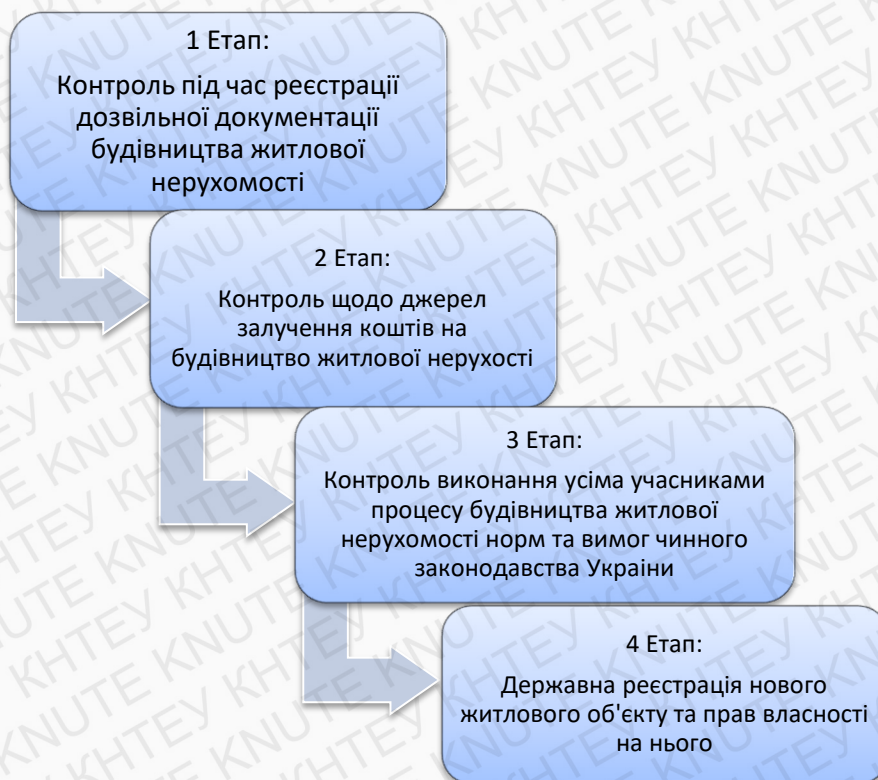 1 Етап:
Контроль під час реєстрації
дозвільної документації
будівництва житлової
нерухомості
2 Етап:
Контроль щодо джерел
залучення коштів на
будівництво житлової нерухості
3 Етап:
Контроль виконання усіма учасниками
процесу будівництва житлової
нерухомості норм та вимог чинного
законодавства України
4 Етап:
Державна реєстрація нового
житлового об'єкту та прав власності
на нього